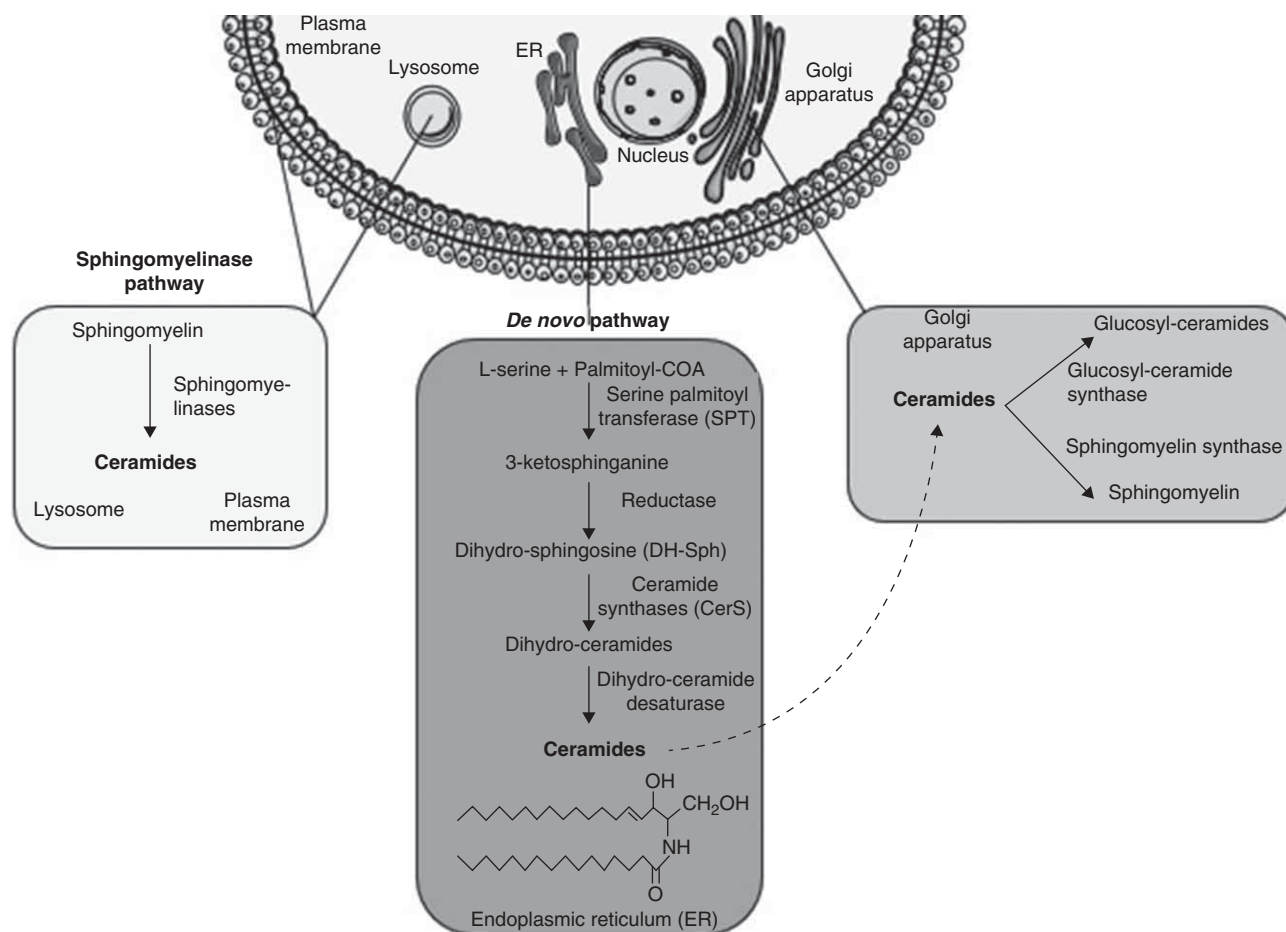 Plasma
membrane
Lysosome
ER
Nucleus
Golgi
apparatus
Sphingomyelinase
pathway
Sphingomyelin
Sphingomye-
linases
Ceramides
Lysosome
Plasma
membrane
De novo pathway
L-serine + Palmitoyl-COA
Serine palmitoyl
transferase (SPT)
3-ketosphinganine
Reductase
Dihydro-sphingosine (DH-Sph)
Ceramide
synthases (CerS)
Dihydro-ceramides
Dihydro-ceramide
desaturase
Ceramides
OH
CH₂OH
NH
O
Endoplasmic reticulum (ER)
Golgi
apparatus
Glucosyl-ceramides
Glucosyl-ceramide
synthase
Ceramides
Sphingomyelin synthase
Sphingomyelin